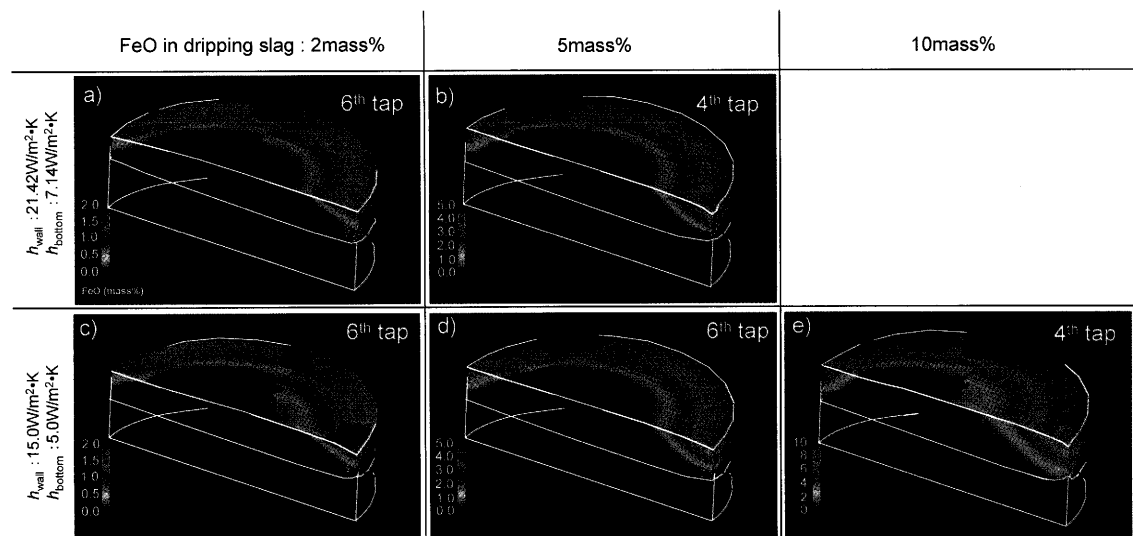 FeO in dripping slag : 2mass%
5mass%
10mass%
h wall : 21.42W/m²•K
h bottom : 7.14W/m²•K
a)
6th tap
2.0
1.5
1.0
0.5
0.0
FeO (mass%)
b)
4th tap
5.0
4.0
3.0
2.0
1.0
0.0
h wall : 15.0W/m²•K
h bottom : 5.0W/m²•K
c)
6th tap
2.0
1.5
1.0
0.5
0.0
d)
6th tap
5.0
4.0
3.0
2.0
1.0
0.0
e)
4th tap
10
8
6
4
2
0